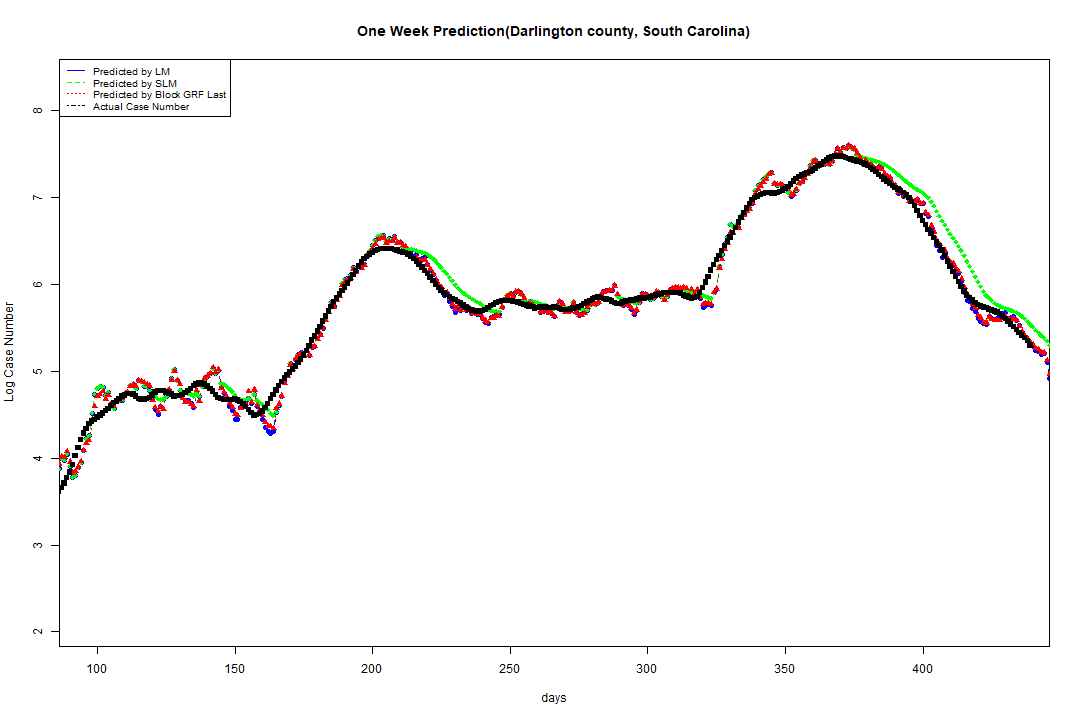 One Week Prediction(Darlington county, South Carolina)
Predicted by LM
Predicted by SLM
Predicted by Block GRF Last
Actual Case Number
Log Case Number
8
7
6
5
4
3
2
100 150 200 250 300 350 400
days